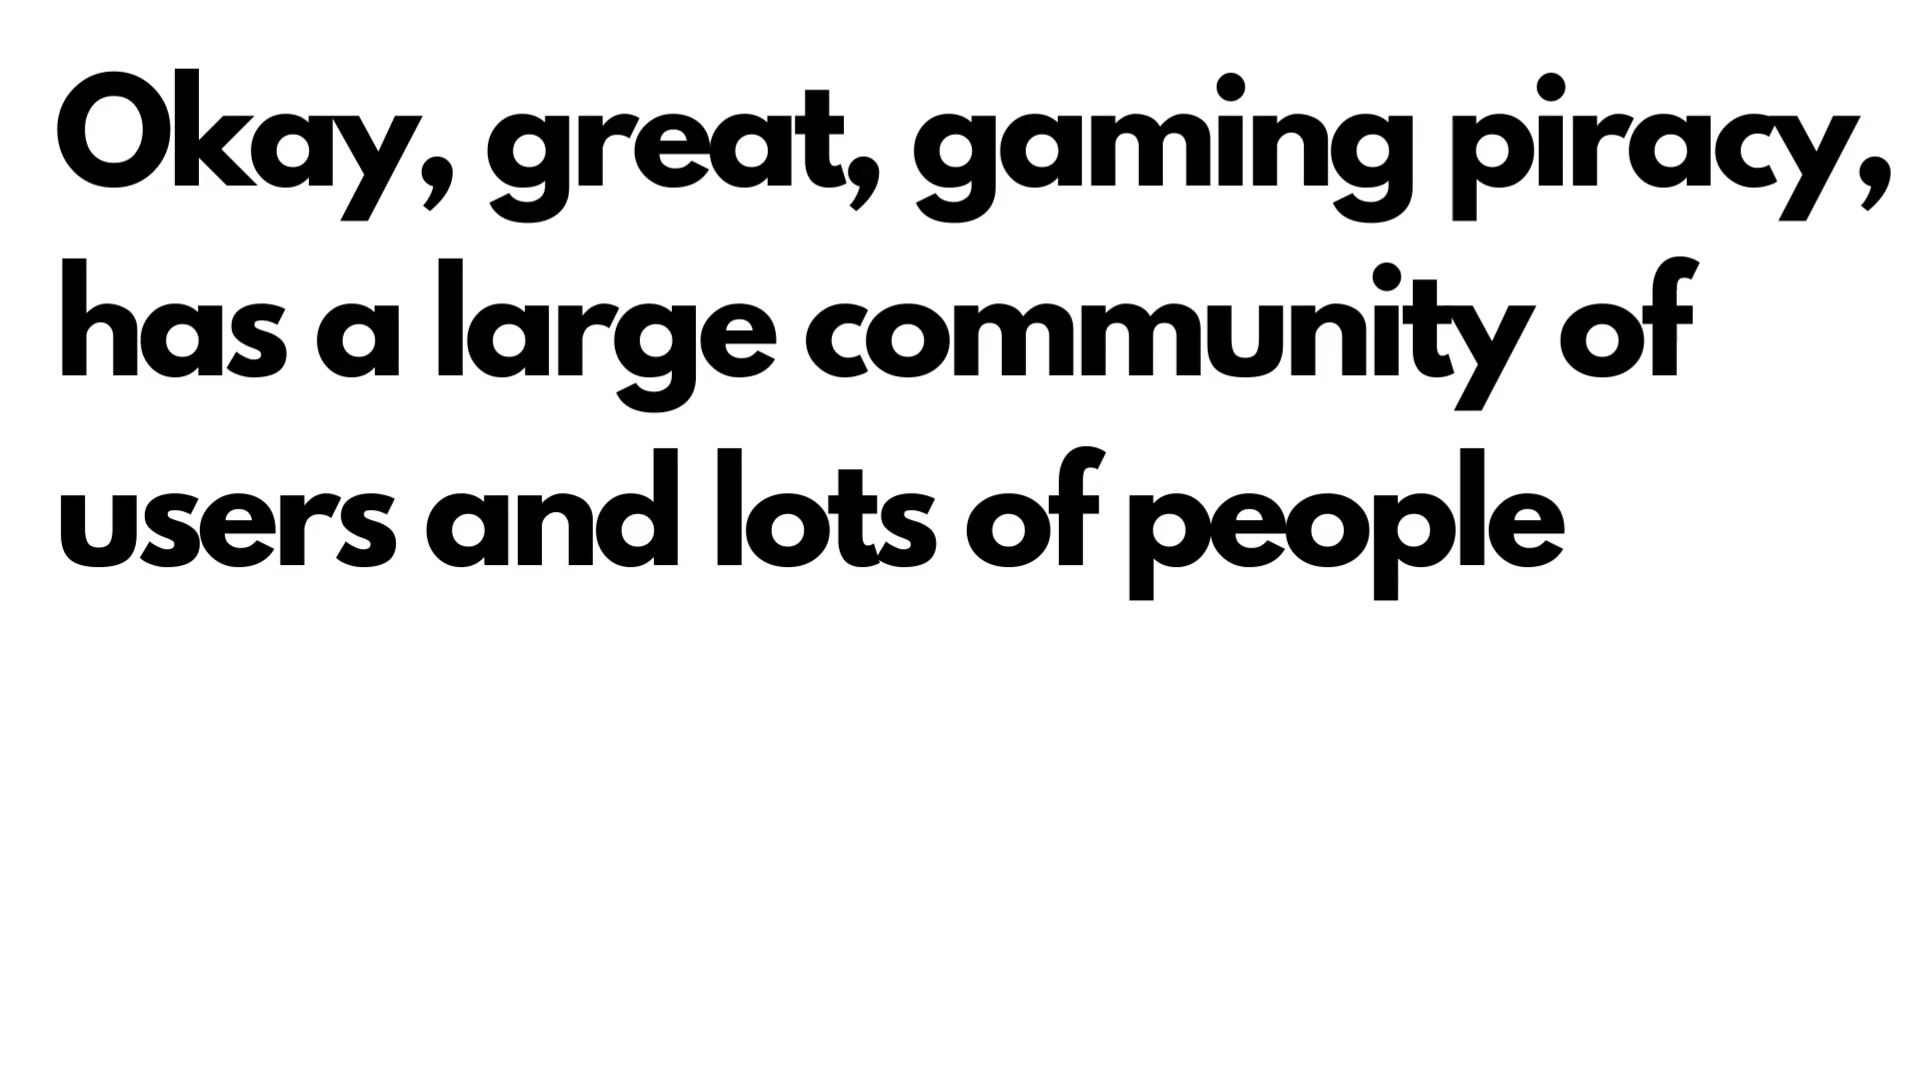 Okay, great, gaming piracy,
has a large community of
users and lots of people